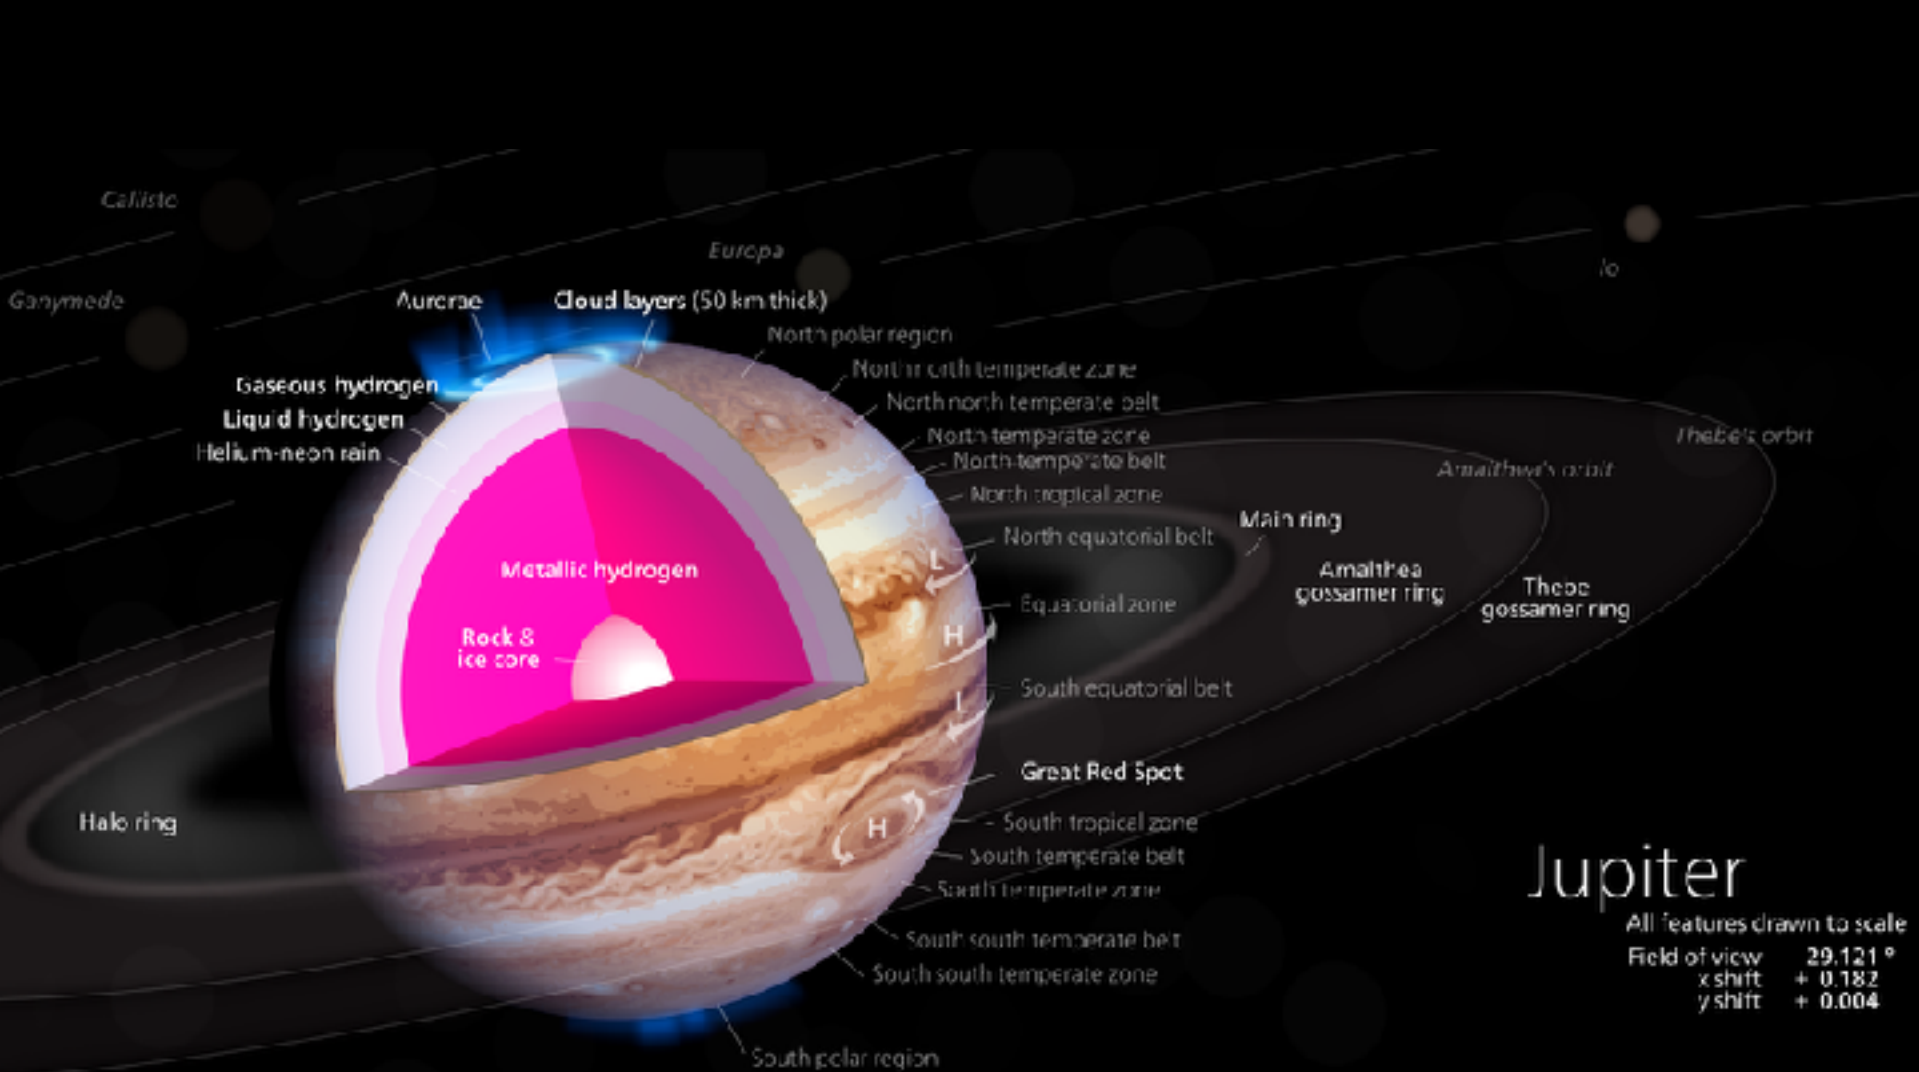 Callisto
Europa
Io
Ganymede
Aurorae
Cloud layers (50 km thick)
North polar region
Gaseous hydrogen
Liquid hydrogen
Helium-neon rain
North north temperate zone
North north temperate belt
North temperate zone
North temperate belt
North tropical zone
North equatorial belt
Thebe's orbit
Amalthea's orbit
Main ring
Amalthea
gossamer ring
Thebe
gossamer ring
Metallic hydrogen
Rock &
ice core
L
Equatorial zone
H
South equatorial belt
L
Great Red Spot
H
South tropical zone
South temperate belt
South temperate zone
South south temperate belt
South south temperate zone
South polar region
Halo ring
Jupiter
All features drawn to scale
Field of view 29.121 °
x shift + 0.182
y shift + 0.004